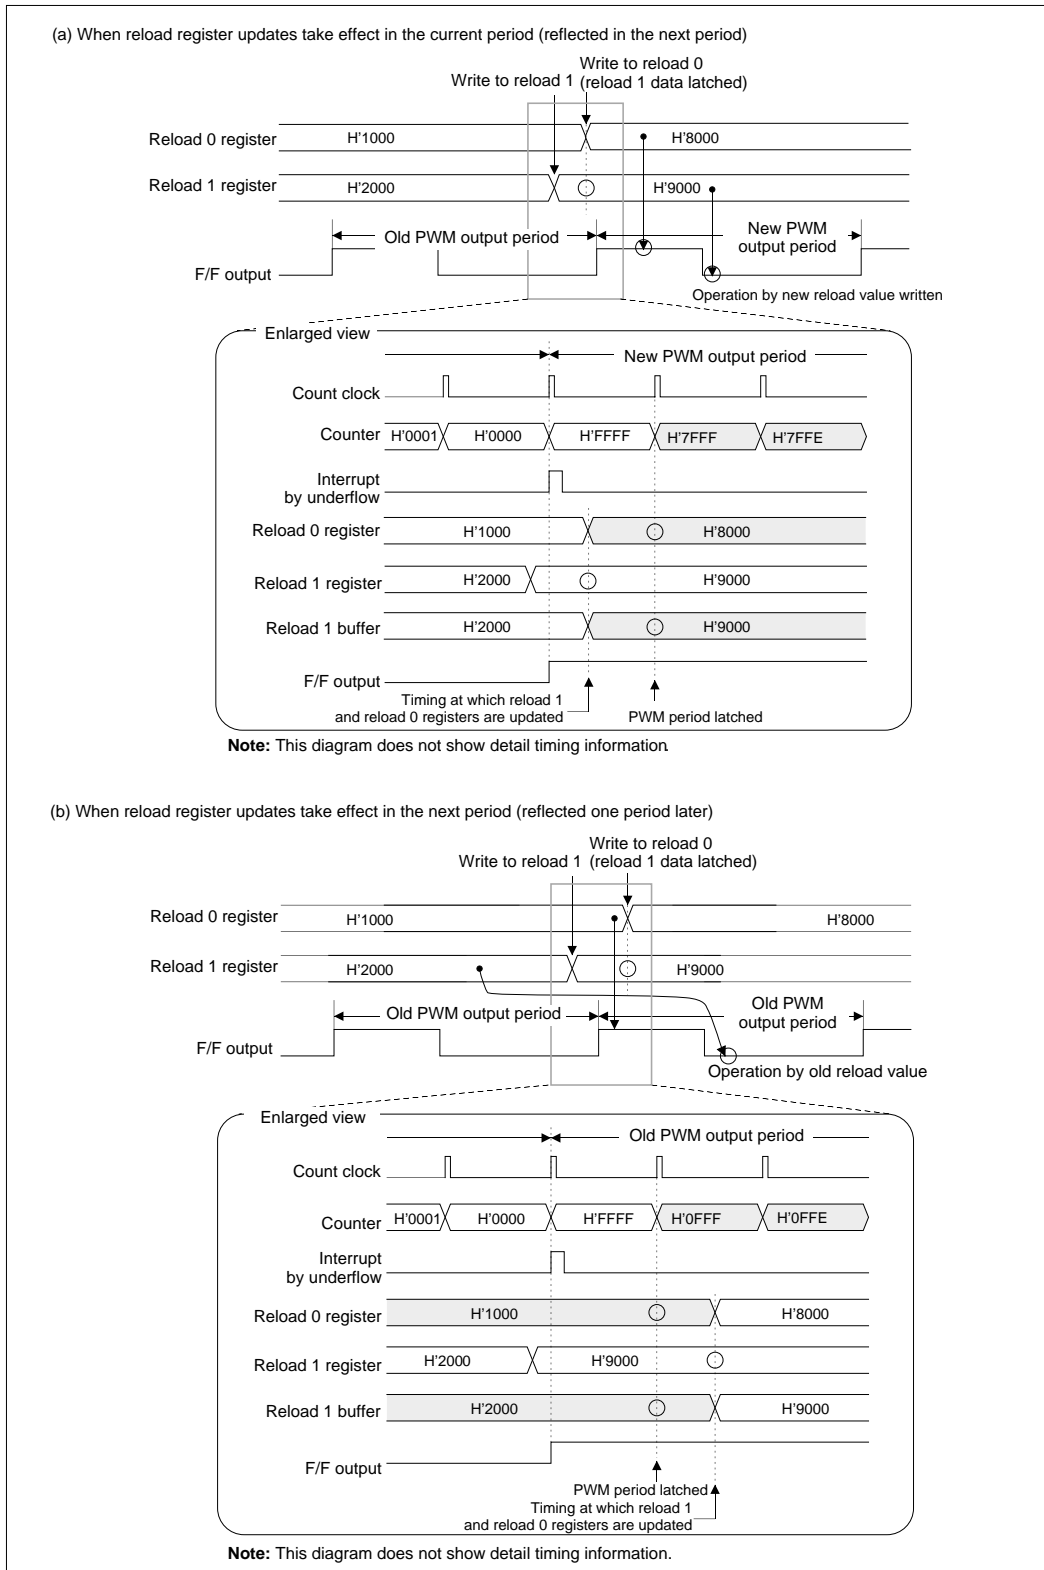 (a) When reload register updates take effect in the current period (reflected in the next period)
Write to reload 0
Write to reload 1 (reload 1 data latched)
Reload 0 register H'1000 H'8000
Reload 1 register H'2000 H'9000
Old PWM output period New PWM output period
F/F output
Operation by new reload value written
Enlarged view
New PWM output period
Count clock
Counter H'0001 H'0000 H'FFFF H'7FFF H'7FFE
Interrupt
by underflow
Reload 0 register H'1000 H'8000
Reload 1 register H'2000 H'9000
Reload 1 buffer H'2000 H'9000
F/F output
Timing at which reload 1
and reload 0 registers are updated PWM period latched
Note: This diagram does not show detail timing information.
(b) When reload register updates take effect in the next period (reflected one period later)
Write to reload 0
Write to reload 1 (reload 1 data latched)
Reload 0 register H'1000 H'8000
Reload 1 register H'2000 H'9000
Old PWM output period Old PWM output period
F/F output
Operation by old reload value
Enlarged view
Old PWM output period
Count clock
Counter H'0001 H'0000 H'FFFF H'0FFF H'0FFE
Interrupt
by underflow
Reload 0 register H'1000 H'8000
Reload 1 register H'2000 H'9000
Reload 1 buffer H'2000 H'9000
F/F output
PWM period latched
Timing at which reload 1
and reload 0 registers are updated
Note: This diagram does not show detail timing information.